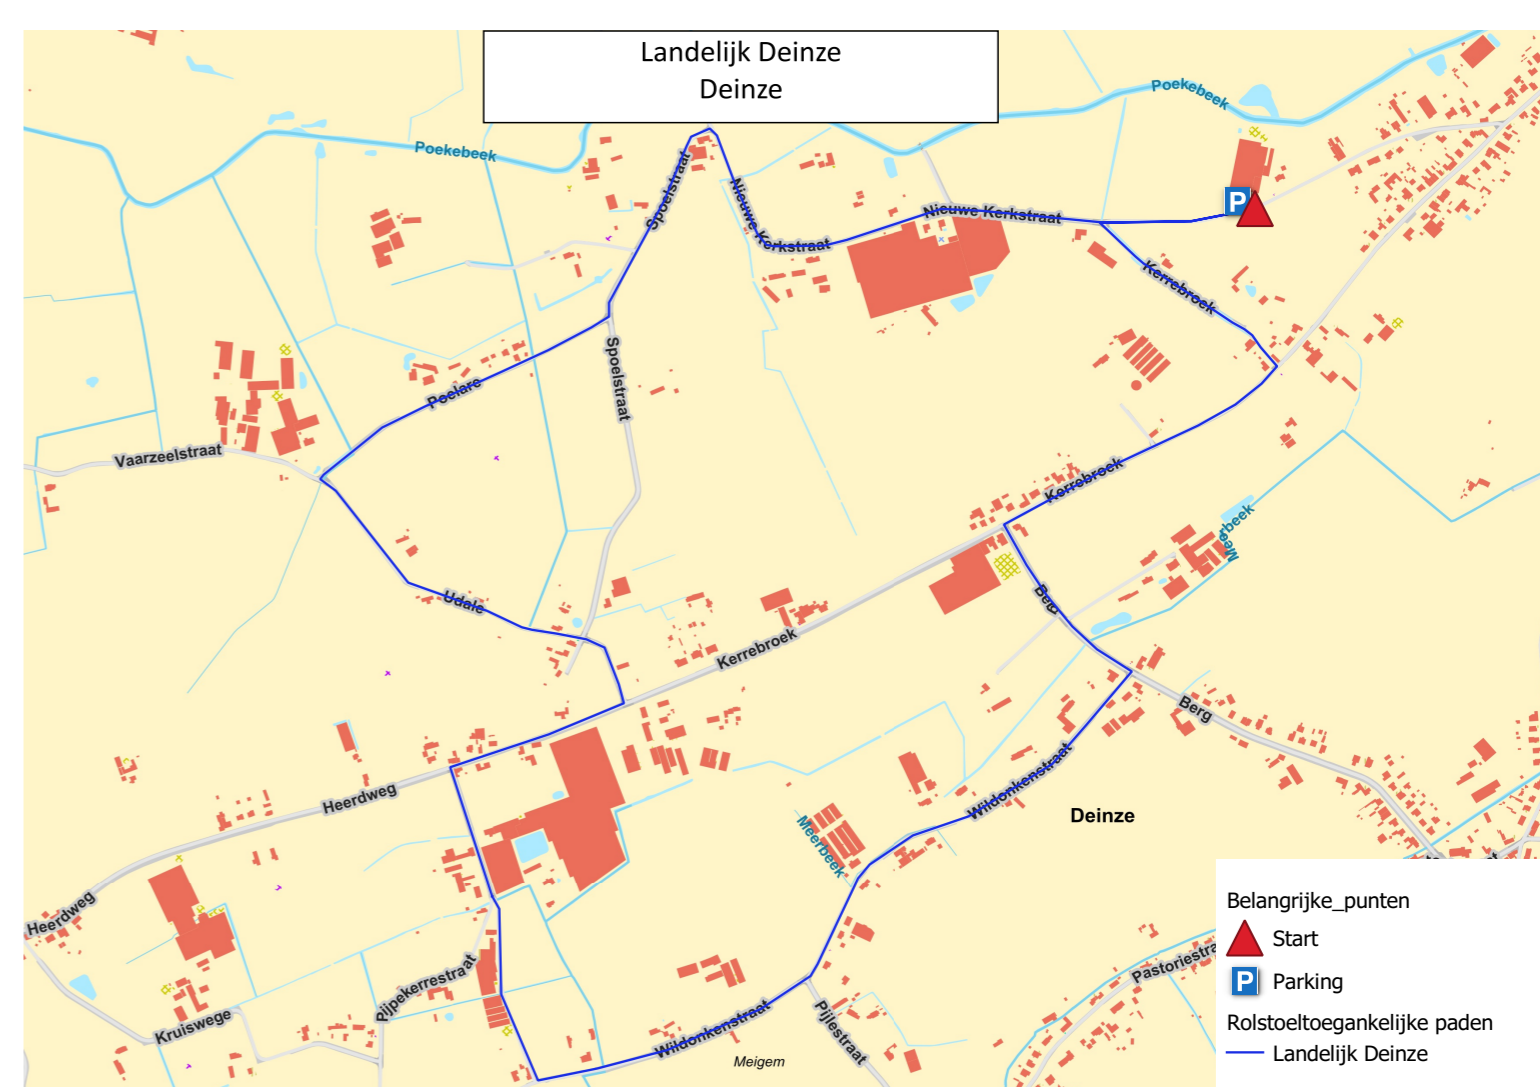 Landelijk Deinze
Deinze
Poekebeek
Poekebeek
Spoelstraat
Nieuwe Kerkstraat
Nieuwe Kerkstraat
P
Kerrebroek
Spoelstraat
Poelare
Vaarzeelstraat
Kerrebroek
Meerbeek
Udale
Berg
Kerrebroek
Berg
Heerdweg
Wildonkenstraat
Deinze
Meerbeek
Heerdweg
Pijpekerrestraat
Kruiswege
Wildonkenstraat
Pijlestraat
Meigem
Pastoriestra
Belangrijke_punten
Start
P Parking
Rolstoeltoegankelijke paden
Landelijk Deinze